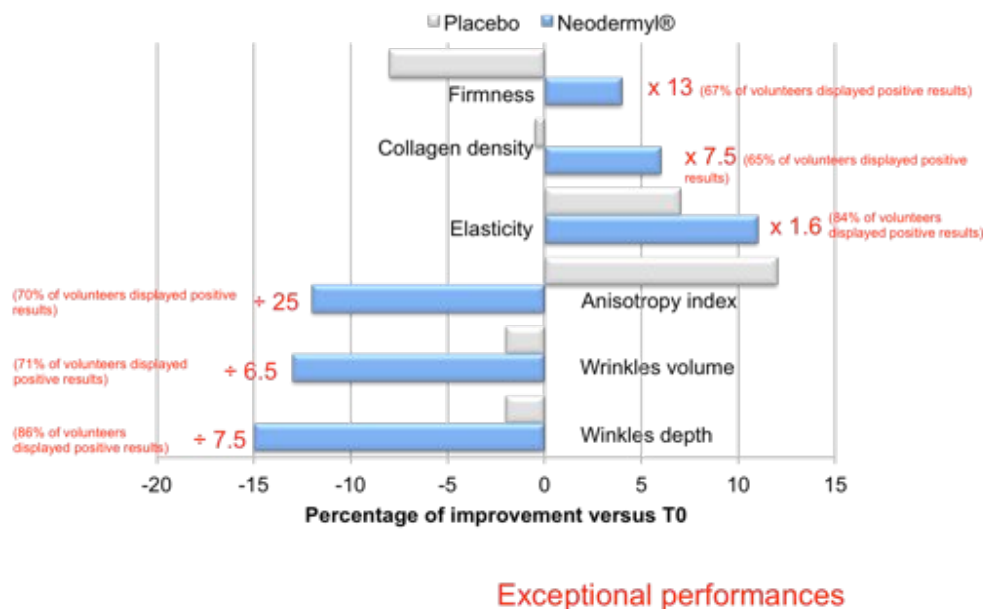 Placebo Neodermyl®
Firmness
x 13 (67% of volunteers displayed positive results)
Collagen density
x 7.5 (65% of volunteers displayed positive
results)
Elasticity
x 1.6 (84% of volunteers
displayed positive results)
(70% of volunteers displayed positive
results)
÷ 25
Anisotropy index
(71% of volunteers displayed
positive results)
÷ 6.5
Wrinkles volume
(86% of volunteers
displayed positive results)
÷ 7.5
Winkles depth
-20 -15 -10 -5 0 5 10 15
Percentage of improvement versus T0
Exceptional performances